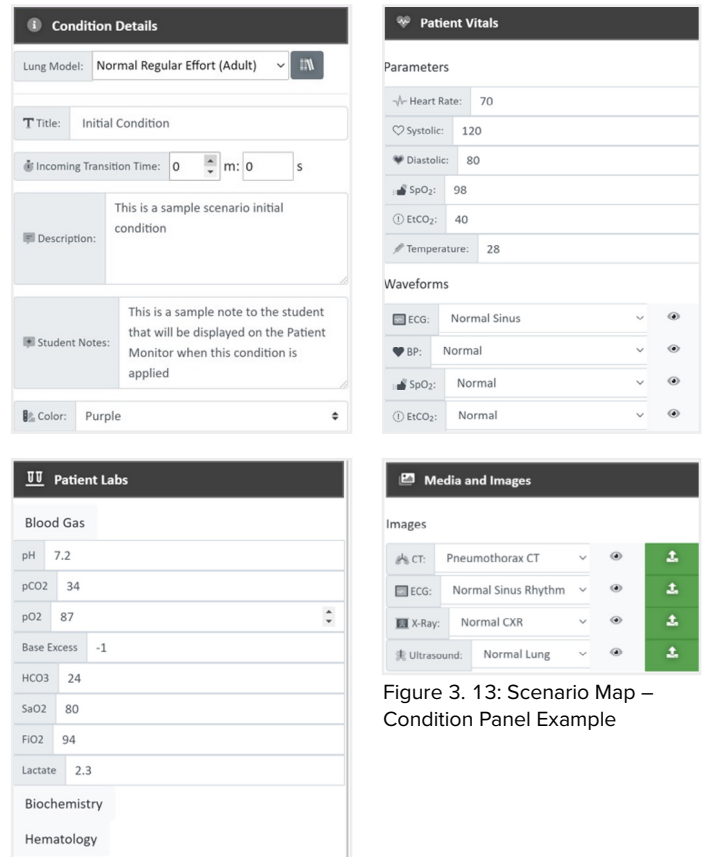 Condition Details
Lung Model: Normal Regular Effort (Adult)
Title: Initial Condition
Incoming Transition Time: 0 m: 0 s
Description: This is a sample scenario initial
condition
Student Notes: This is a sample note to the student
that will be displayed on the Patient
Monitor when this condition is
applied
Color: Purple
Patient Vitals
Parameters
Heart Rate: 70
Systolic: 120
Diastolic: 80
SpO₂: 98
EtCO₂: 40
Temperature: 28
Waveforms
ECG: Normal Sinus
BP: Normal
SpO₂: Normal
EtCO₂: Normal
Patient Labs
Blood Gas
pH 7.2
pCO2 34
pO2 87
Base Excess -1
HCO3 24
SaO2 80
FiO2 94
Lactate 2.3
Biochemistry
Hematology
Media and Images
Images
CT: Pneumothorax CT
ECG: Normal Sinus Rhythm
X-Ray: Normal CXR
Ultrasound: Normal Lung
Figure 3. 13: Scenario Map –
Condition Panel Example